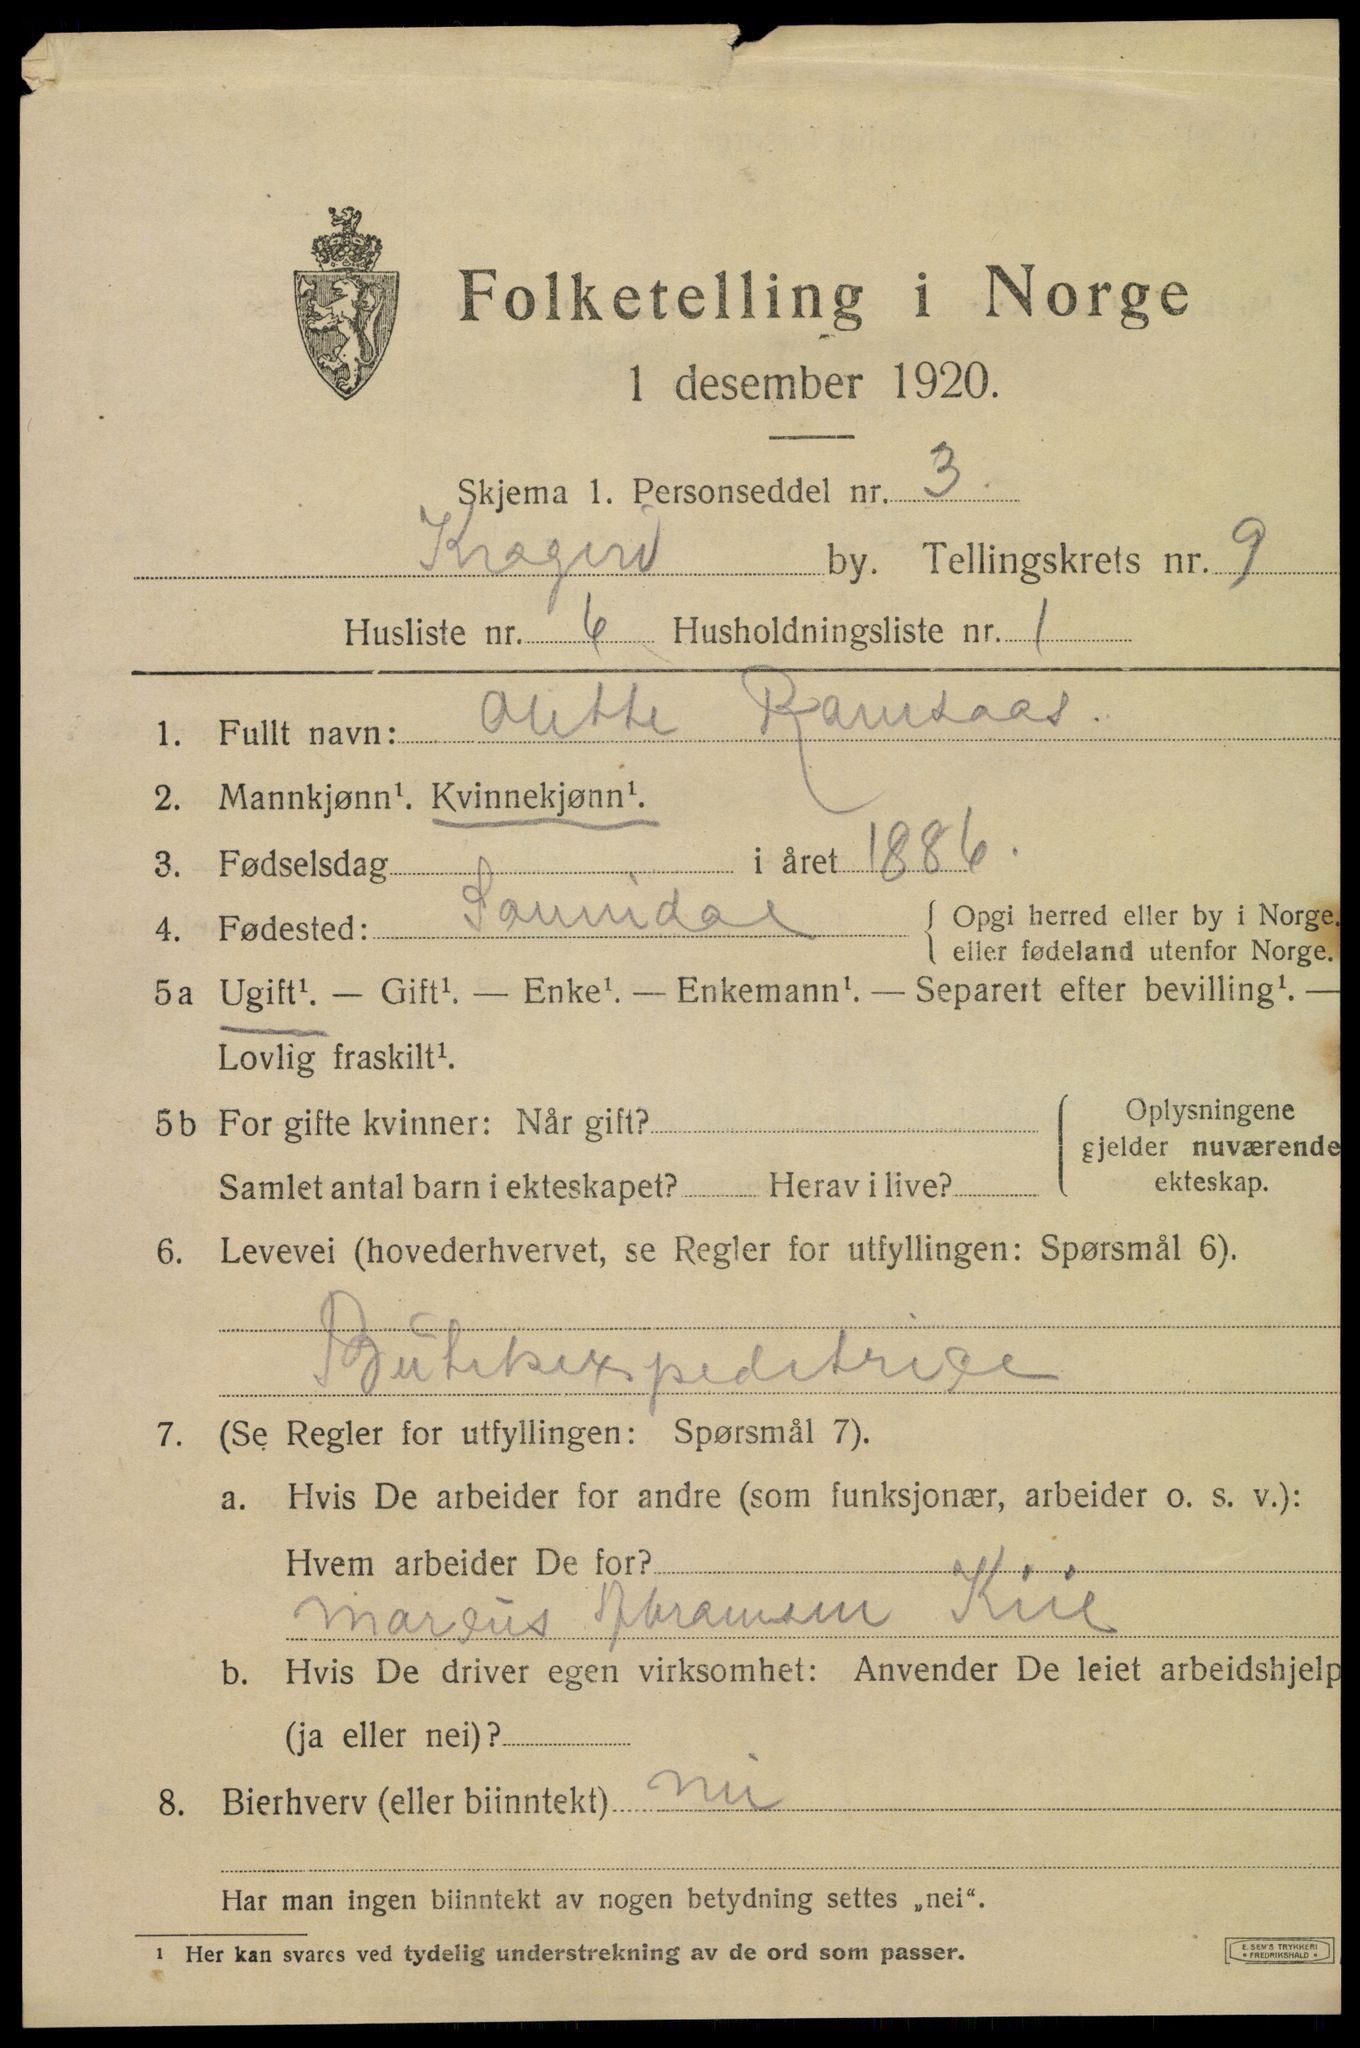 Folketelling i Norge
1 desember 1920.
Skjema 1. Personseddel nr. 3.
Kragerø by. Tellingskrets nr. 9
Husliste nr. 6 Husholdningsliste nr. 1
1. Fullt navn: Olette Ramsaas.
2. Mannkjønn¹. Kvinnekjønn¹.
3. Fødselsdag i året 1886.
4. Fødested: Sannidal { Opgi herred eller by i Norge.
eller fødeland utenfor Norge.
5a Ugift¹. — Gift¹. — Enke¹. — Enkemann¹. — Separert efter bevilling¹. —
Lovlig fraskilt¹.
5b For gifte kvinner: Når gift? { Oplysningene
gjelder nuværende
Samlet antal barn i ekteskapet? Herav i live? ekteskap.
6. Levevei (hovederhvervet, se Regler for utfyllingen: Spørsmål 6).
Butikexpeditrice
7. (Se Regler for utfyllingen: Spørsmål 7).
a. Hvis De arbeider for andre (som funksjonær, arbeider o. s. v.):
Hvem arbeider De for?
Marcus Abramsen
b. Hvis De driver egen virksomhet: Anvender De leiet arbeidshjelp
(ja eller nei)?
8. Bierhverv (eller biinntekt) nei
Har man ingen biinntekt av nogen betydning settes „nei“.
¹ Her kan svares ved tydelig understrekning av de ord som passer.
E. SEM'S TRYKKERI
* FREDRIKSHALD *